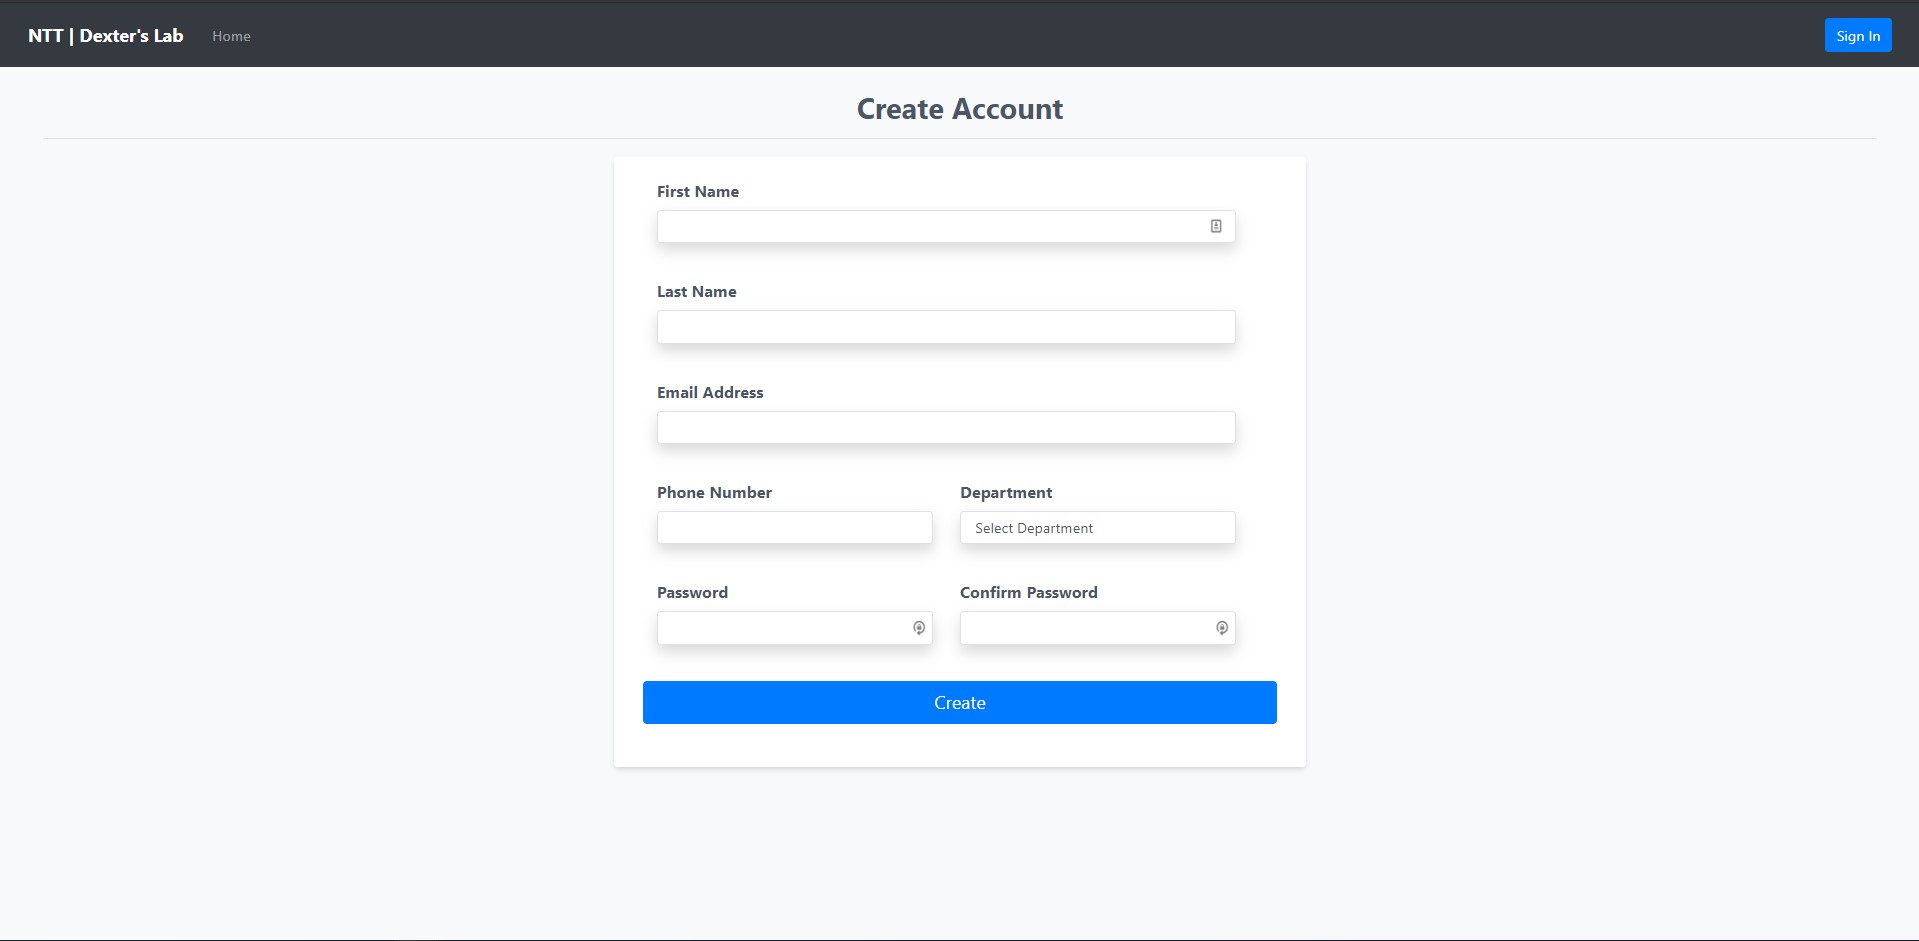 NTT | Dexter's Lab Home Sign In
Create Account
First Name
Last Name
Email Address
Phone Number Department
Select Department
Password Confirm Password
Create